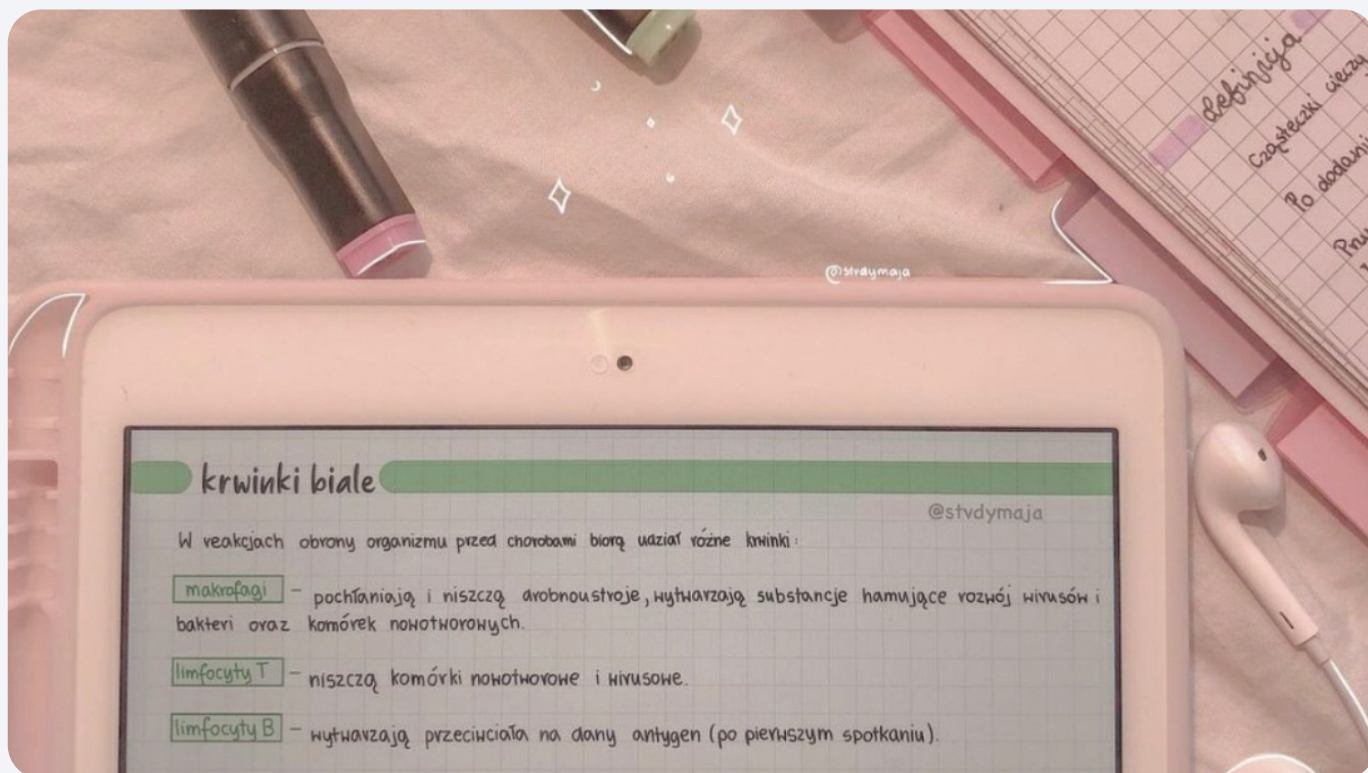 definicja
Cząsteczki cieczy
Po
@stvdymaja
krwinki białe
@stvdymaja
W reakcjach obrony organizmu przed chorobami biorą udział różne krwinki:
makrofagi – pochłaniają i niszczą drobnoustroje, wytwarzają substancje hamujące rozwój wirusów i
bakteri oraz komórek nowotworowych.
limfocyty T – niszczą komórki nowotworowe i wirusowe.
limfocyty B – wytwarzają przeciwciała na dany antygen (po pierwszym spotkaniu).